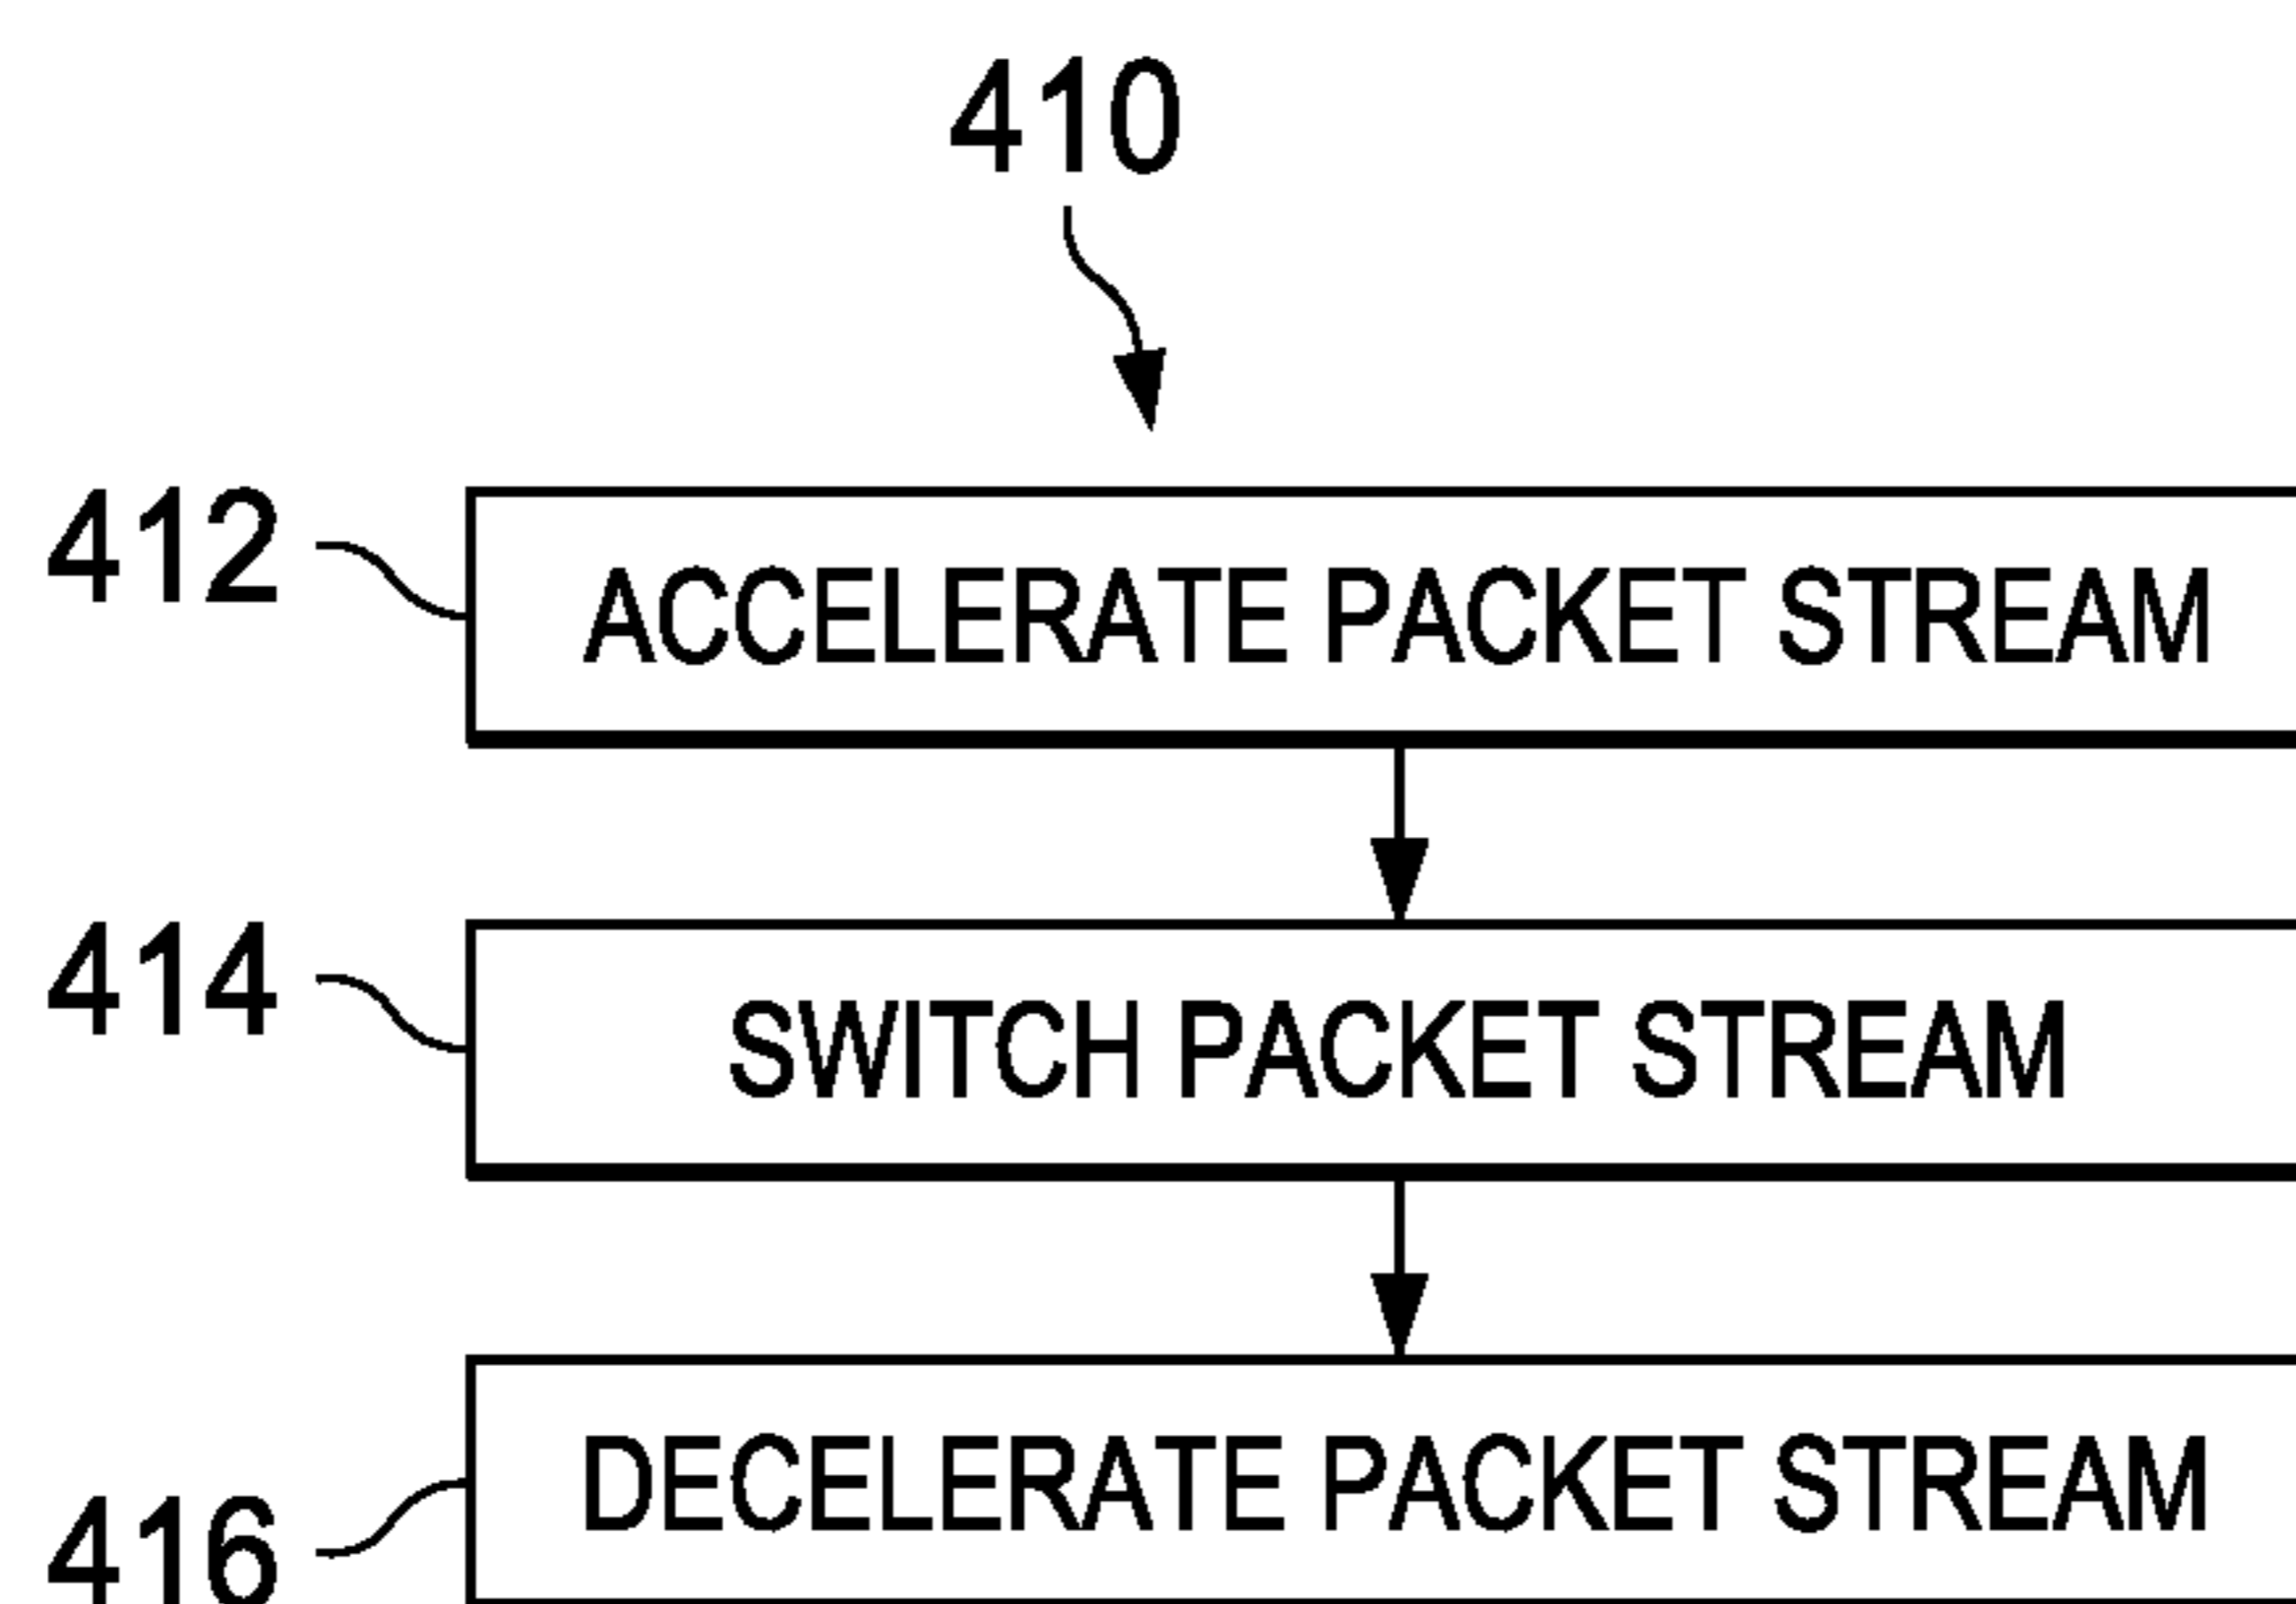 410
412
ACCELERATE PACKET STREAM
414
SWITCH PACKET STREAM
DECELERATE PACKET STREAM
416